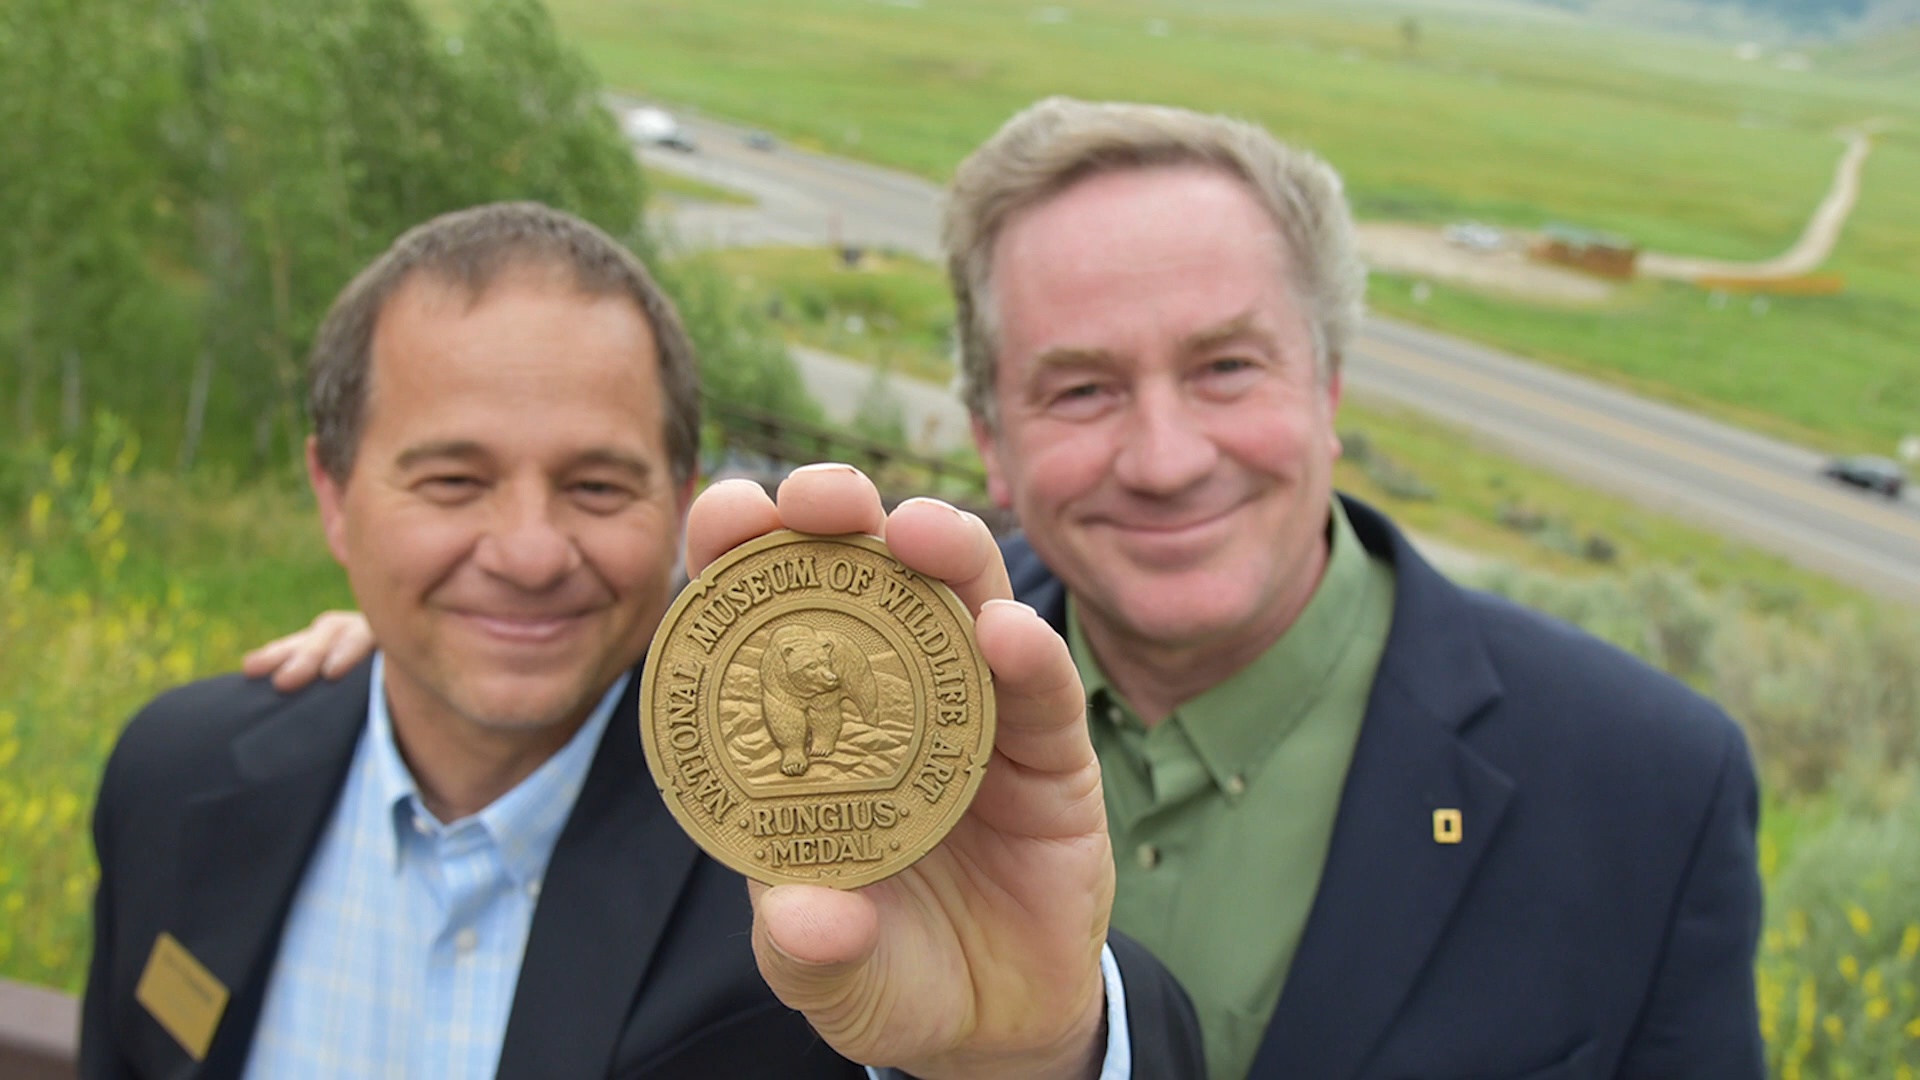 NATIONAL MUSEUM OF WILDLIFE ART
·RUNGIUS·
·MEDAL·